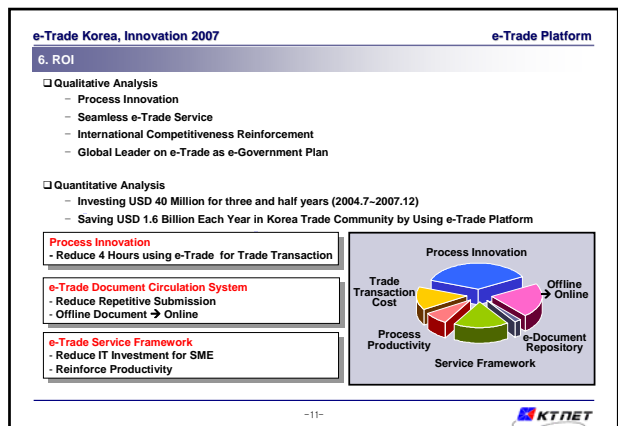 e-Trade Korea, Innovation 2007
e-Trade Platform
6. ROI
❑ Qualitative Analysis
– Process Innovation
– Seamless e-Trade Service
– International Competitiveness Reinforcement
– Global Leader on e-Trade as e-Government Plan
❑ Quantitative Analysis
– Investing USD 40 Million for three and half years (2004.7~2007.12)
– Saving USD 1.6 Billion Each Year in Korea Trade Community by Using e-Trade Platform
Process Innovation
- Reduce 4 Hours using e-Trade for Trade Transaction
e-Trade Document Circulation System
- Reduce Repetitive Submission
- Offline Document → Online
e-Trade Service Framework
- Reduce IT Investment for SME
- Reinforce Productivity
Process Innovation
Trade
Transaction
Cost
Offline
→ Online
Process
Productivity
e-Document
Repository
Service Framework
-11-
KTNET